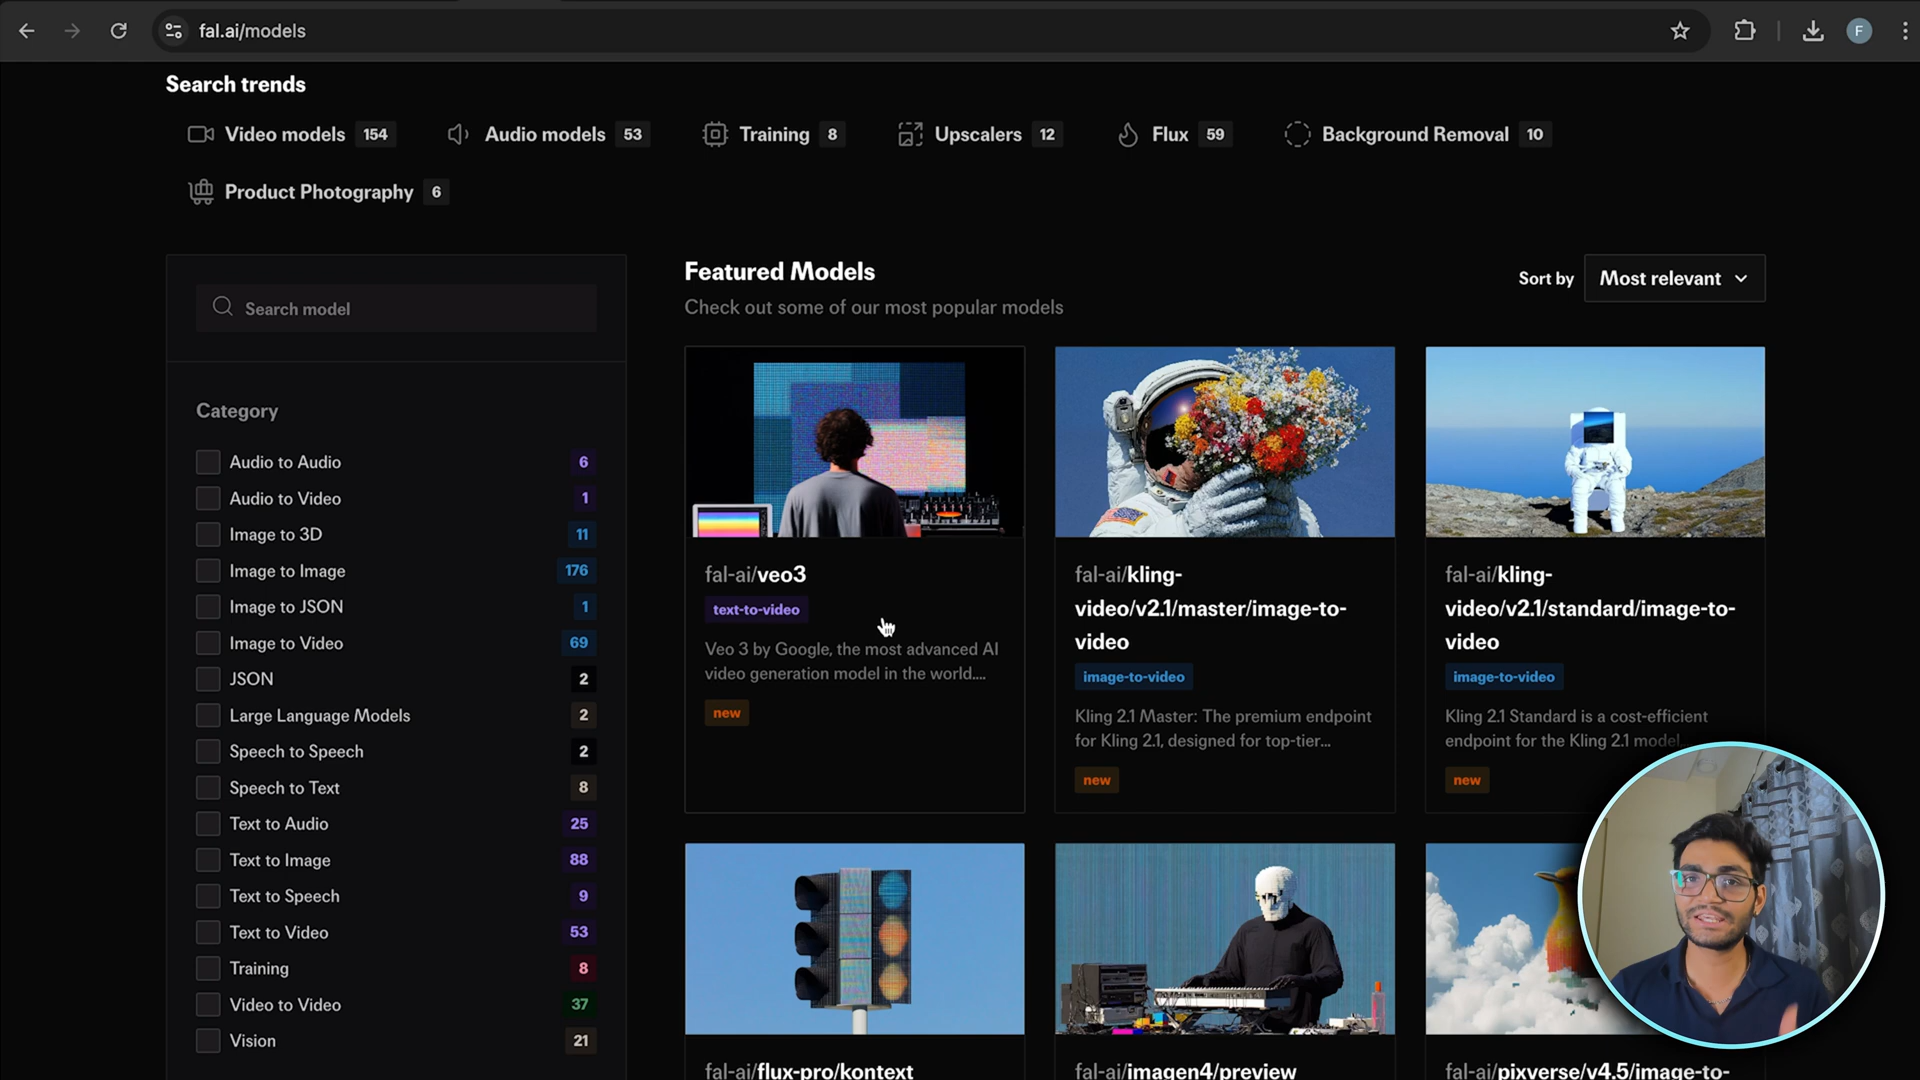 fal.ai/models
F
Search trends
Video models 154
Audio models 53
Training 8
Upscalers 12
Flux 59
Background Removal 10
Product Photography 6
Search model
Category
Audio to Audio 6
Audio to Video 1
Image to 3D 11
Image to Image 176
Image to JSON 1
Image to Video 69
JSON 2
Large Language Models 2
Speech to Speech 2
Speech to Text 8
Text to Audio 25
Text to Image 88
Text to Speech 9
Text to Video 53
Training 8
Video to Video 37
Vision 21
Featured Models
Check out some of our most popular models
Sort by Most relevant
fal-ai/veo3
text-to-video
Veo 3 by Google, the most advanced AI
video generation model in the world....
new
fal-ai/kling-
video/v2.1/master/image-to-
video
image-to-video
Kling 2.1 Master: The premium endpoint
for Kling 2.1, designed for top-tier...
new
fal-ai/kling-
video/v2.1/standard/image-to-
video
image-to-video
Kling 2.1 Standard is a cost-efficient
endpoint for the Kling 2.1 model
new
fal-ai/flux-pro/kontext
fal-ai/imagen4/preview
fal-ai/pixverse/v4.5/image-to-